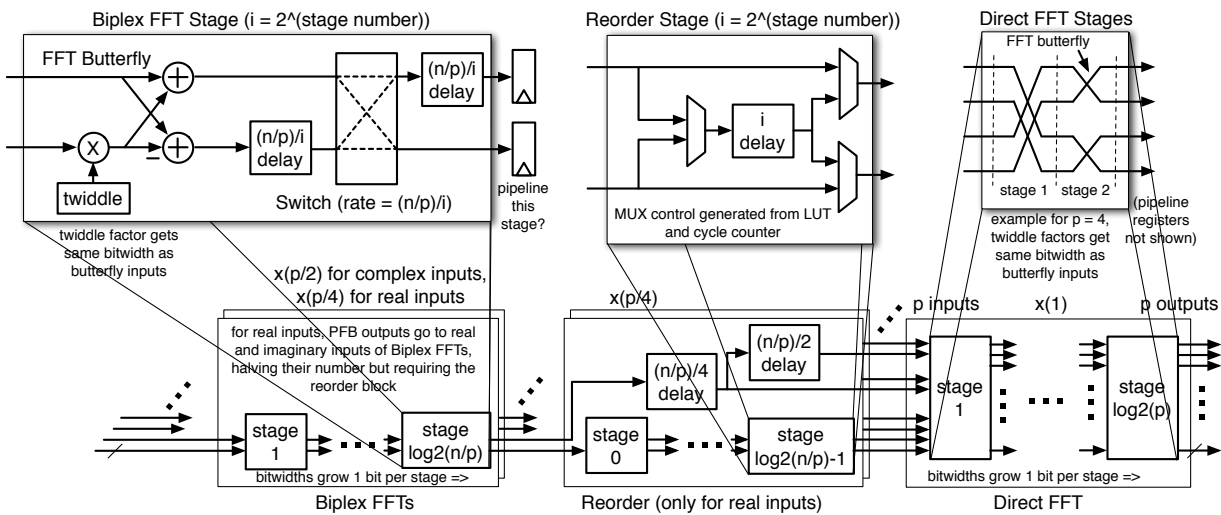 Biplex FFT Stage (i = 2^(stage number))
FFT Butterfly
(n/p)/i
delay
(n/p)/i
delay
X
twiddle
Switch (rate = (n/p)/i)
pipeline
this
stage?
twiddle factor gets
same bitwidth as
butterfly inputs
Reorder Stage (i = 2^(stage number))
i
delay
MUX control generated from LUT
and cycle counter
Direct FFT Stages
FFT butterfly
stage 1
stage 2
example for p = 4,
twiddle factors get
same bitwidth as
butterfly inputs
(pipeline
registers
not shown)
x(p/2) for complex inputs,
x(p/4) for real inputs
for real inputs, PFB outputs go to real
and imaginary inputs of Biplex FFTs,
halving their number but requiring the
reorder block
stage
1
stage
log2(n/p)
bitwidths grow 1 bit per stage =>
Biplex FFTs
x(p/4)
(n/p)/2
delay
(n/p)/4
delay
stage
0
stage
log2(n/p)-1
Reorder (only for real inputs)
p inputs
x(1)
p outputs
stage
1
stage
log2(p)
bitwidths grow 1 bit per stage =>
Direct FFT